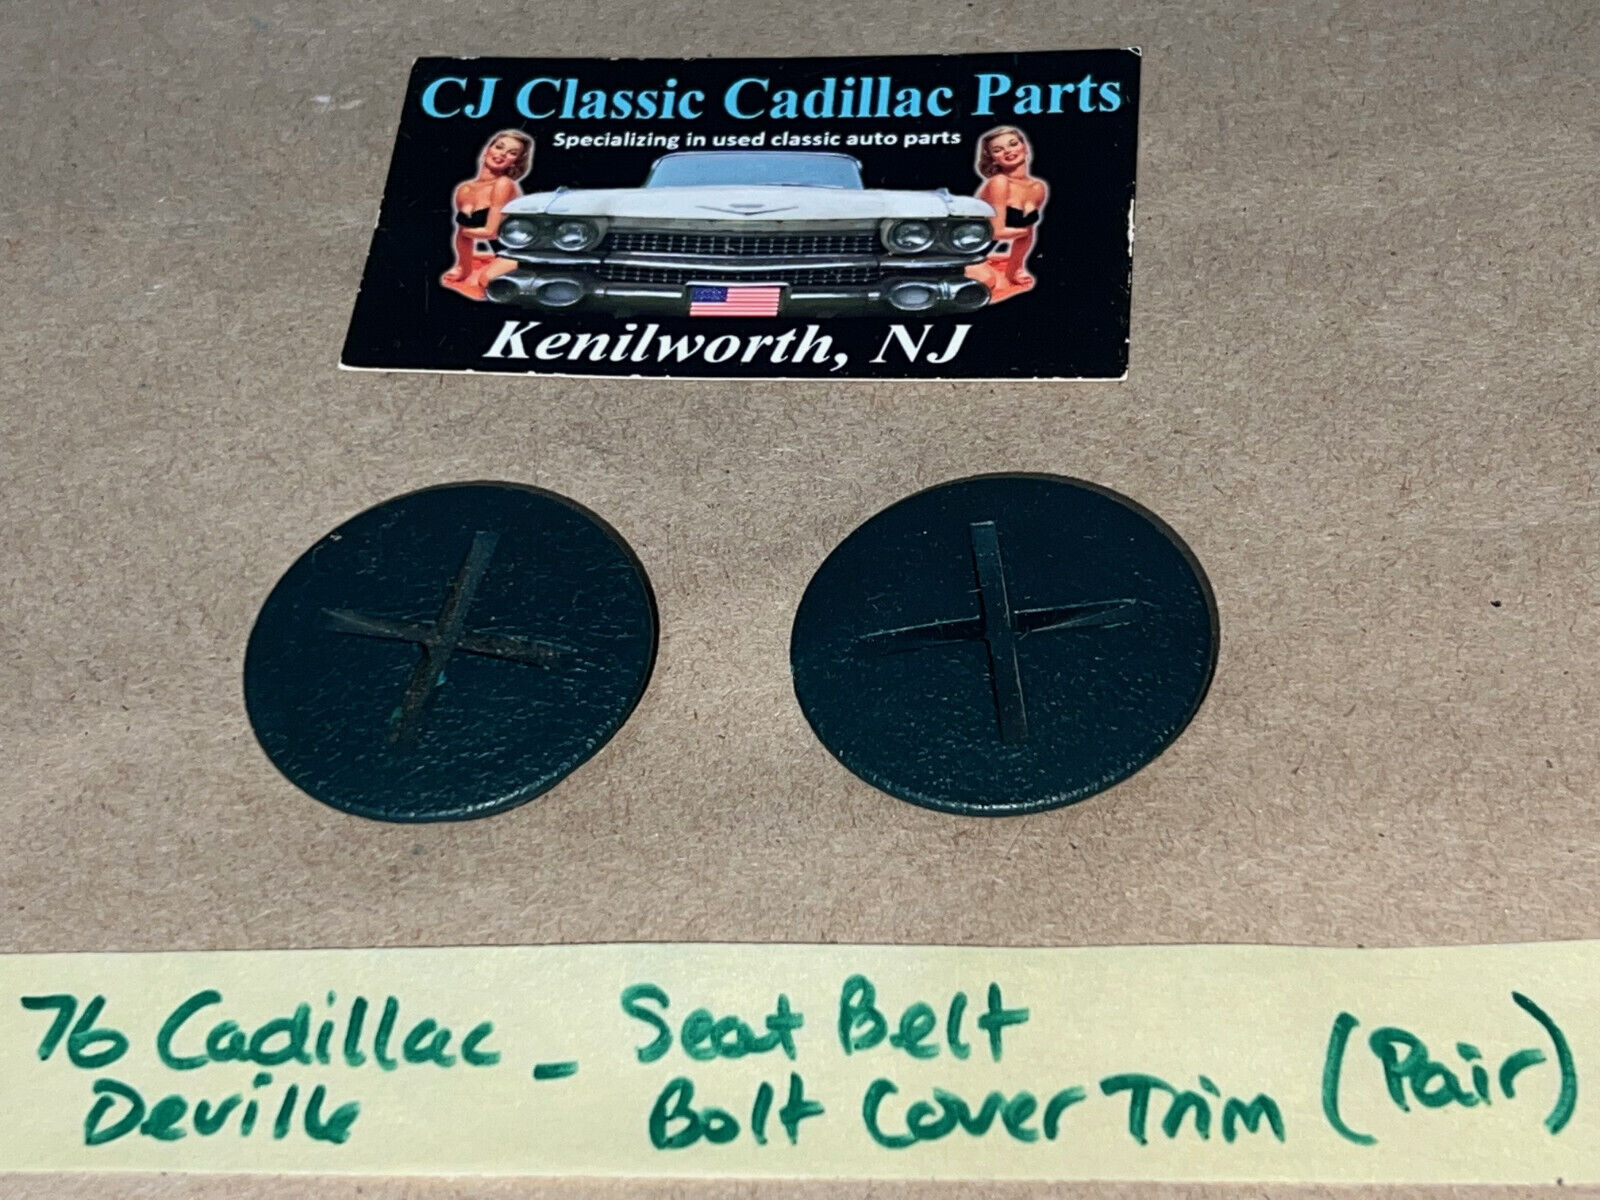 CJ Classic Cadillac Parts
Specializing in used classic auto parts
Kenilworth, NJ
76 Cadillac - Seat Belt
Deville Bolt Cover Trim (Pair)